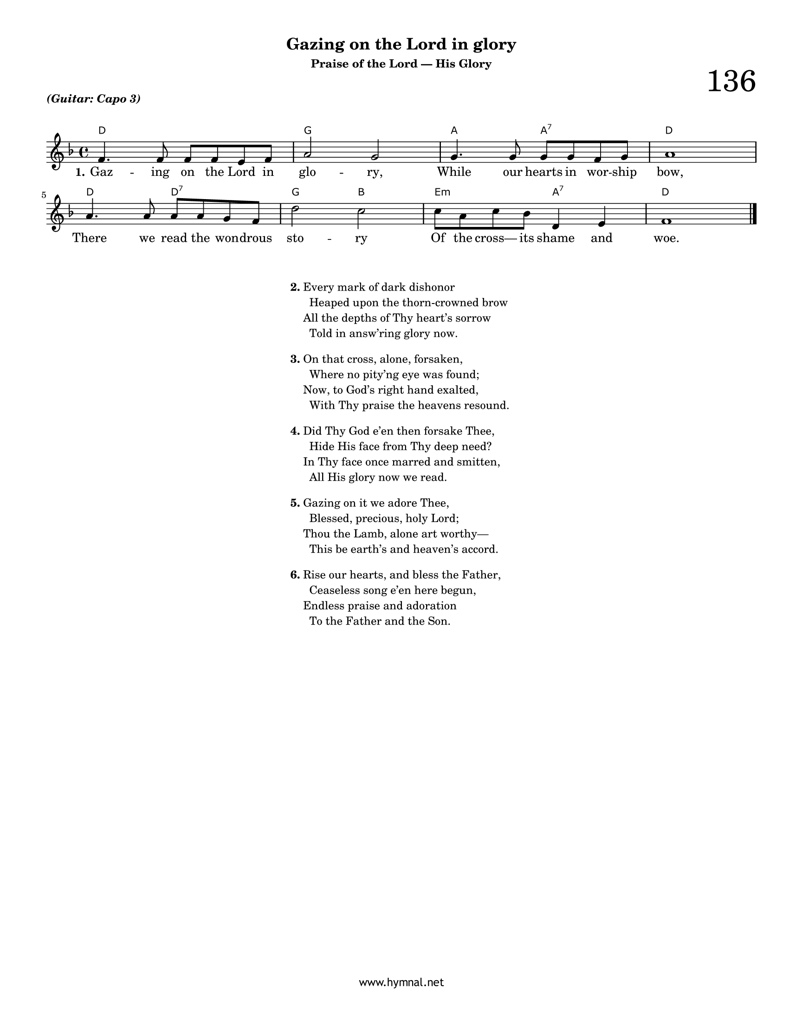 Gazing on the Lord in glory
Praise of the Lord — His Glory
136
(Guitar: Capo 3)
D G A A7 D
1. Gaz - ing on the Lord in glo - ry, While our hearts in wor-ship bow,
5
D D7 G B Em A7 D
There we read the wondrous sto - ry Of the cross—its shame and woe.
2. Every mark of dark dishonor
Heaped upon the thorn-crowned brow
All the depths of Thy heart's sorrow
Told in answ'ring glory now.
3. On that cross, alone, forsaken,
Where no pity'ng eye was found;
Now, to God's right hand exalted,
With Thy praise the heavens resound.
4. Did Thy God e'en then forsake Thee,
Hide His face from Thy deep need?
In Thy face once marred and smitten,
All His glory now we read.
5. Gazing on it we adore Thee,
Blessed, precious, holy Lord;
Thou the Lamb, alone art worthy—
This be earth's and heaven's accord.
6. Rise our hearts, and bless the Father,
Ceaseless song e'en here begun,
Endless praise and adoration
To the Father and the Son.
www.hymnal.net